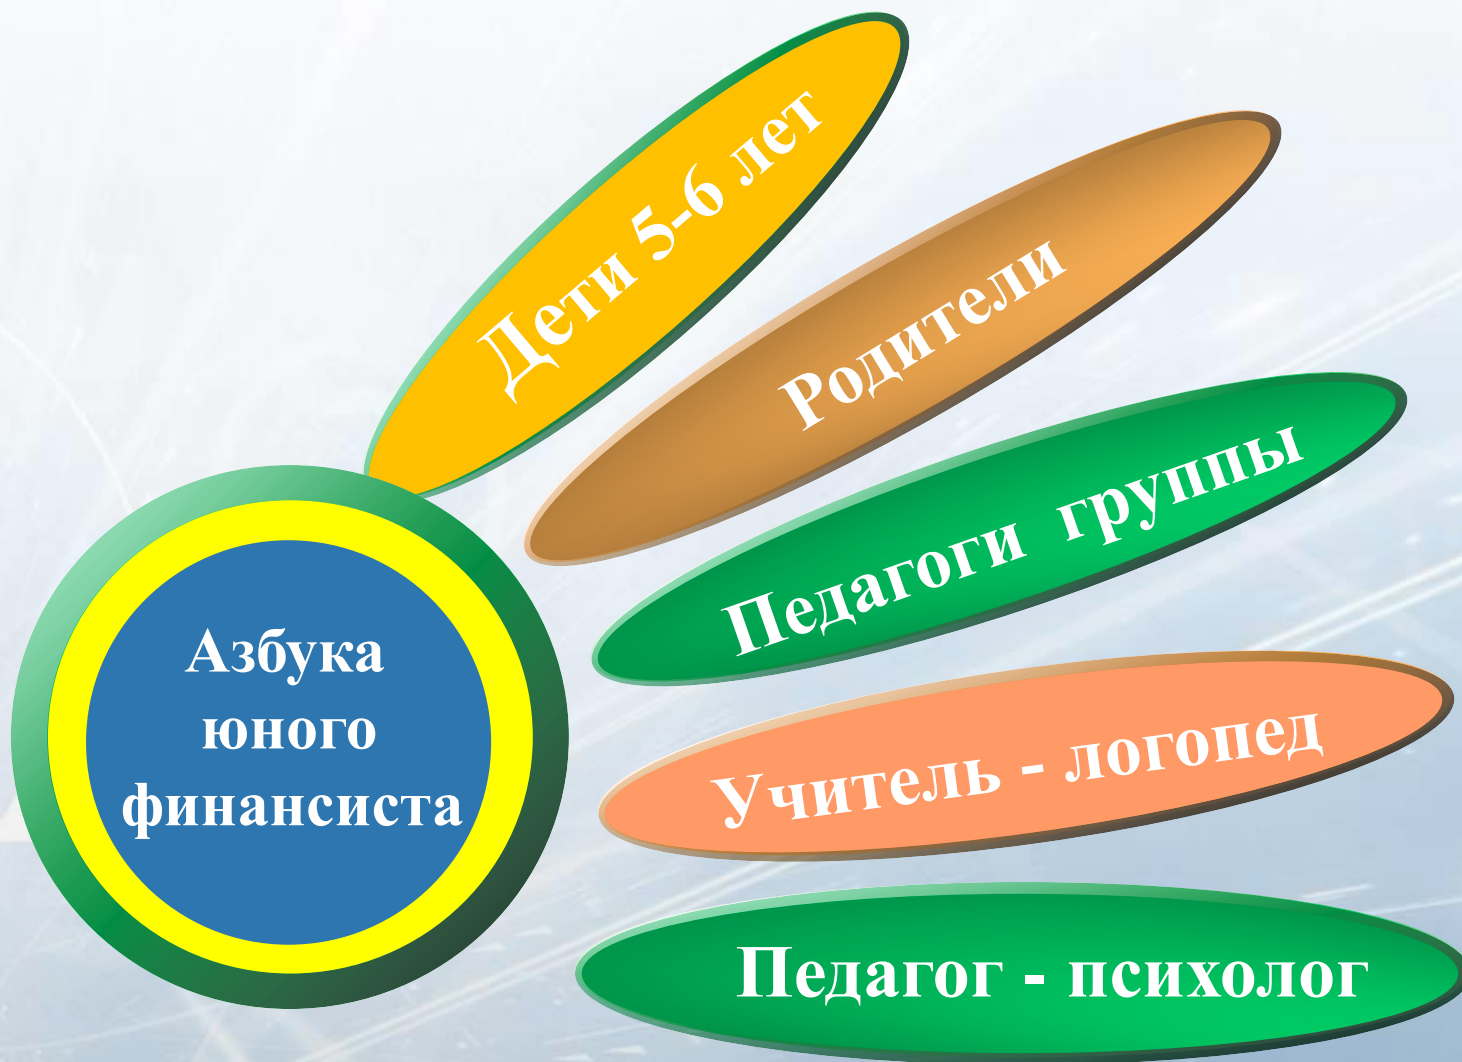 Дети 5-6 лет
Родители
Педагоги группы
Азбука
юного
финансиста
Учитель - логопед
Педагог - психолог